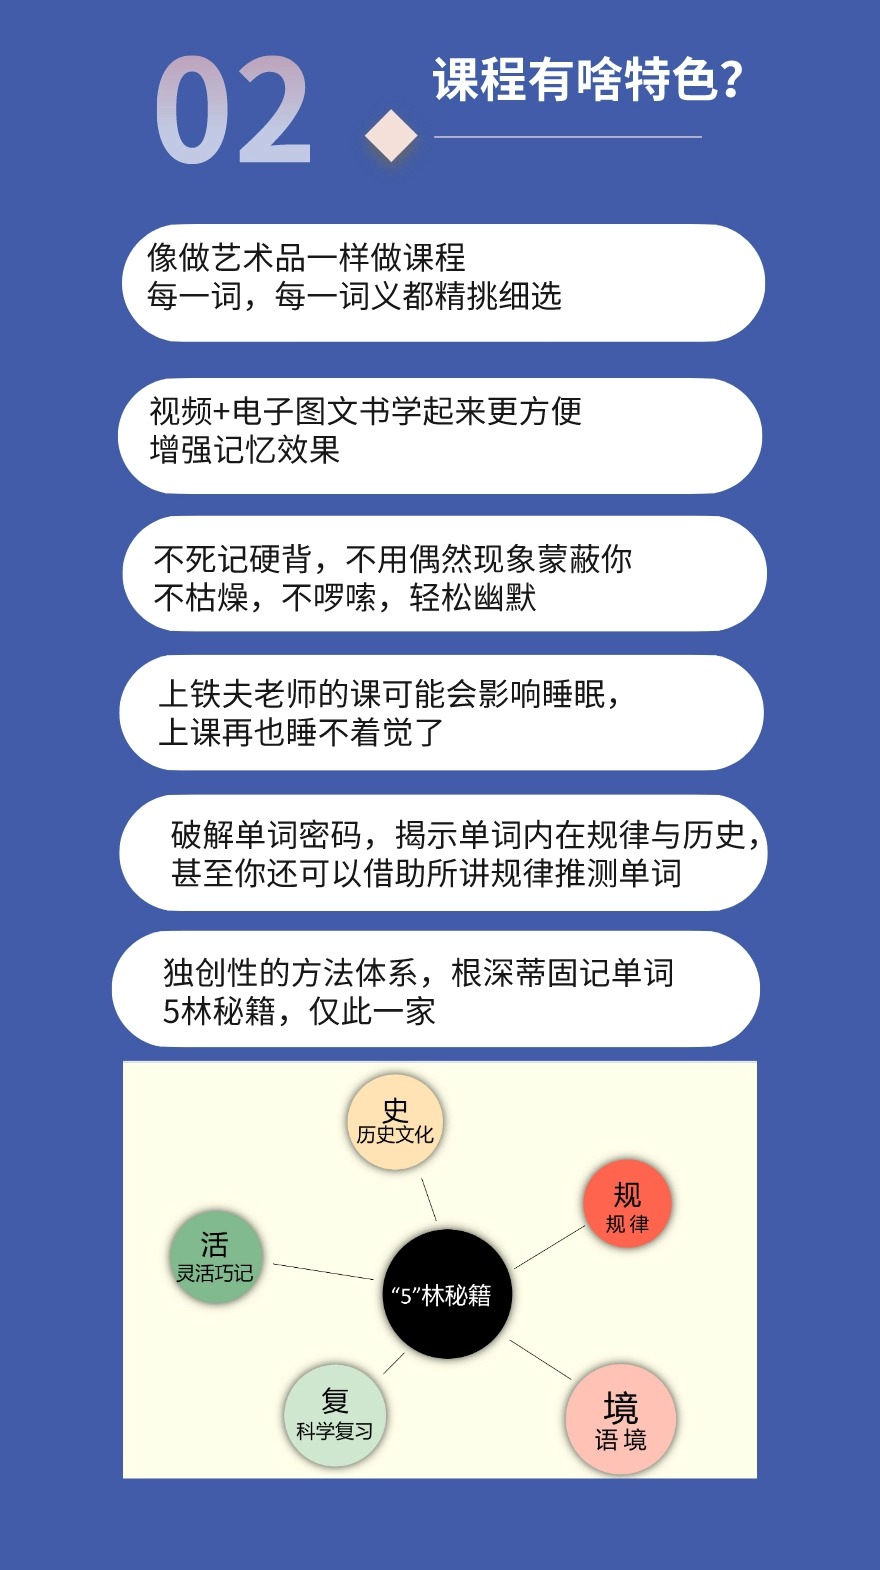 02
课程有啥特色?
像做艺术品一样做课程
每一词，每一词义都精挑细选
视频+电子图文书学起来更方便
增强记忆效果
不死记硬背，不用偶然现象蒙蔽你
不枯燥，不啰嗦，轻松幽默
上铁夫老师的课可能会影响睡眠，
上课再也睡不着觉了
破解单词密码，揭示单词内在规律与历史，
甚至你还可以借助所讲规律推测单词
独创性的方法体系，根深蒂固记单词
5林秘籍，仅此一家
史
历史文化
规
规律
活
灵活巧记
“5”林秘籍
复
科学复习
境
语境